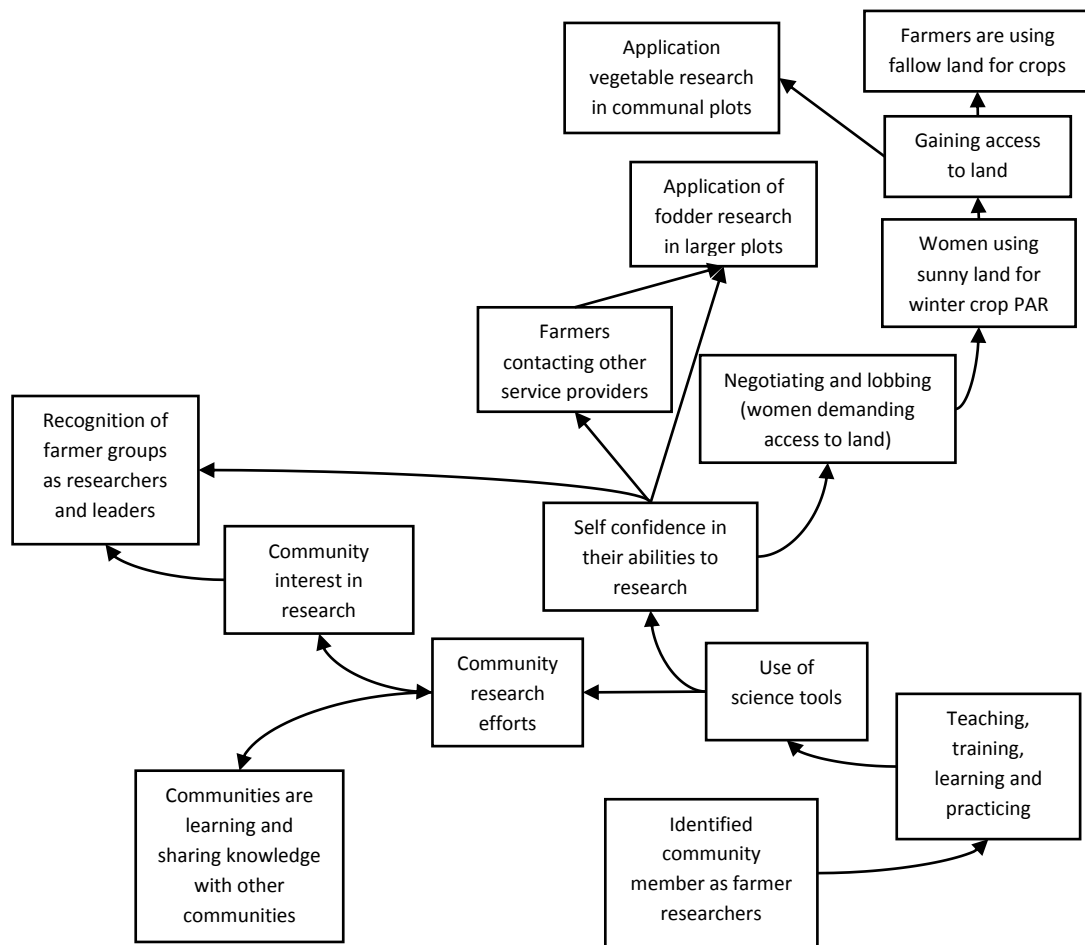 Application
vegetable research
in communal plots
Farmers are using
fallow land for crops
Gaining access
to land
Application of
fodder research
in larger plots
Women using
sunny land for
winter crop PAR
Farmers
contacting other
service providers
Negotiating and lobbing
(women demanding
access to land)
Recognition of
farmer groups
as researchers
and leaders
Self confidence in
their abilities to
research
Community
interest in
research
Community
research
efforts
Use of
science tools
Teaching,
training,
learning and
practicing
Communities are
learning and
sharing knowledge
with other
communities
Identified
community
member as farmer
researchers